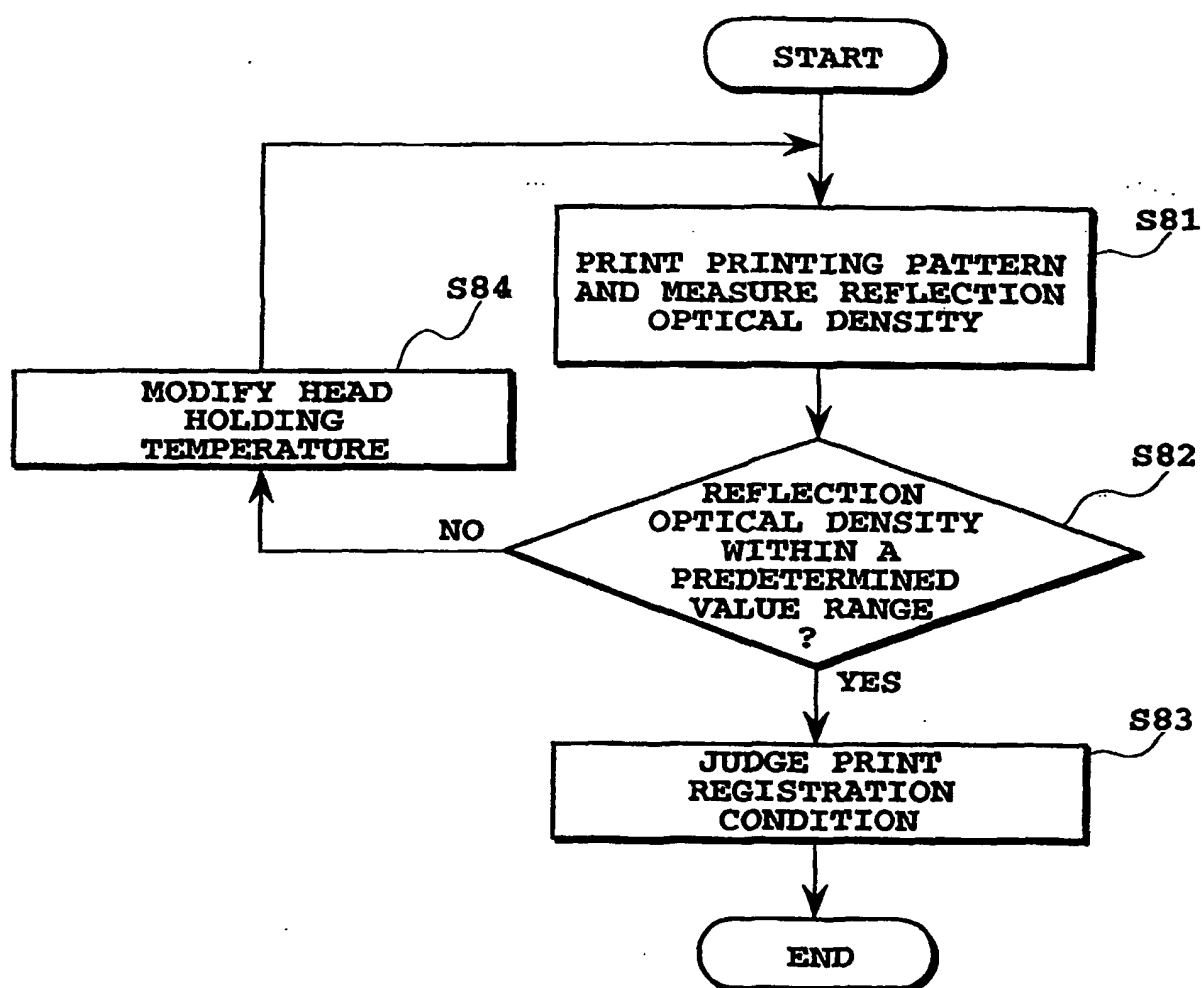 START
S81
PRINT PRINTING PATTERN
AND MEASURE REFLECTION
OPTICAL DENSITY
S84
MODIFY HEAD
HOLDING
TEMPERATURE
S82
REFLECTION
OPTICAL DENSITY
WITHIN A
PREDETERMINED
VALUE RANGE
?
NO
YES
S83
JUDGE PRINT
REGISTRATION
CONDITION
END